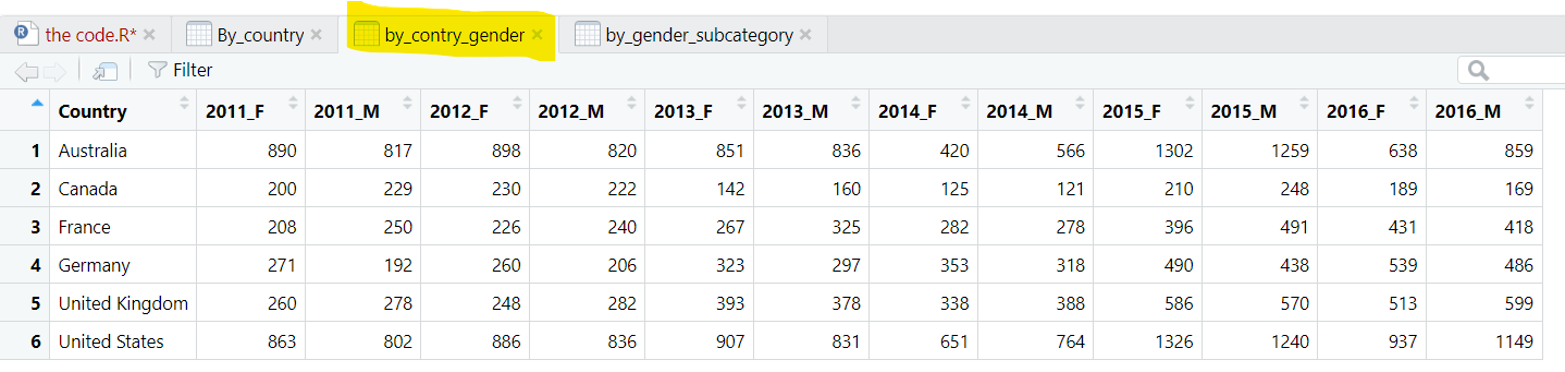 the code.R* By_country by_contry_gender by_gender_subcategory
Filter
Country 2011_F 2011_M 2012_F 2012_M 2013_F 2013_M 2014_F 2014_M 2015_F 2015_M 2016_F 2016_M
1 Australia 890 817 898 820 851 836 420 566 1302 1259 638 859
2 Canada 200 229 230 222 142 160 125 121 210 248 189 169
3 France 208 250 226 240 267 325 282 278 396 491 431 418
4 Germany 271 192 260 206 323 297 353 318 490 438 539 486
5 United Kingdom 260 278 248 282 393 378 338 388 586 570 513 599
6 United States 863 802 886 836 907 831 651 764 1326 1240 937 1149